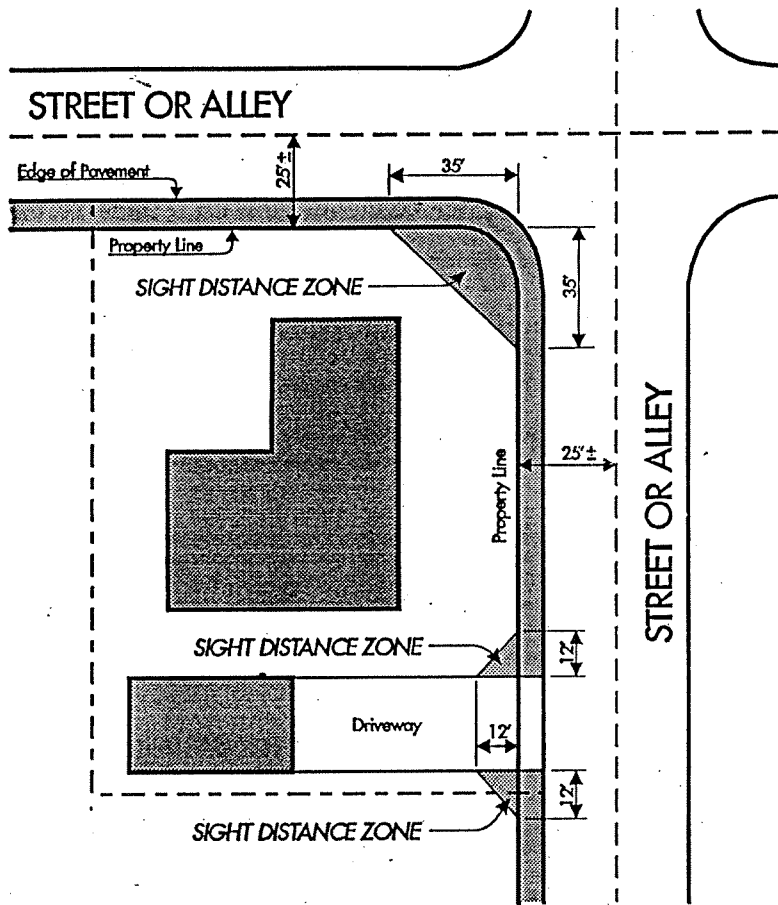 STREET OR ALLEY
35'
Edge of Pavement
25'±
Property Line
SIGHT DISTANCE ZONE
35'
Property Line
25'±
STREET OR ALLEY
SIGHT DISTANCE ZONE
12'
Driveway
12'
12'
SIGHT DISTANCE ZONE